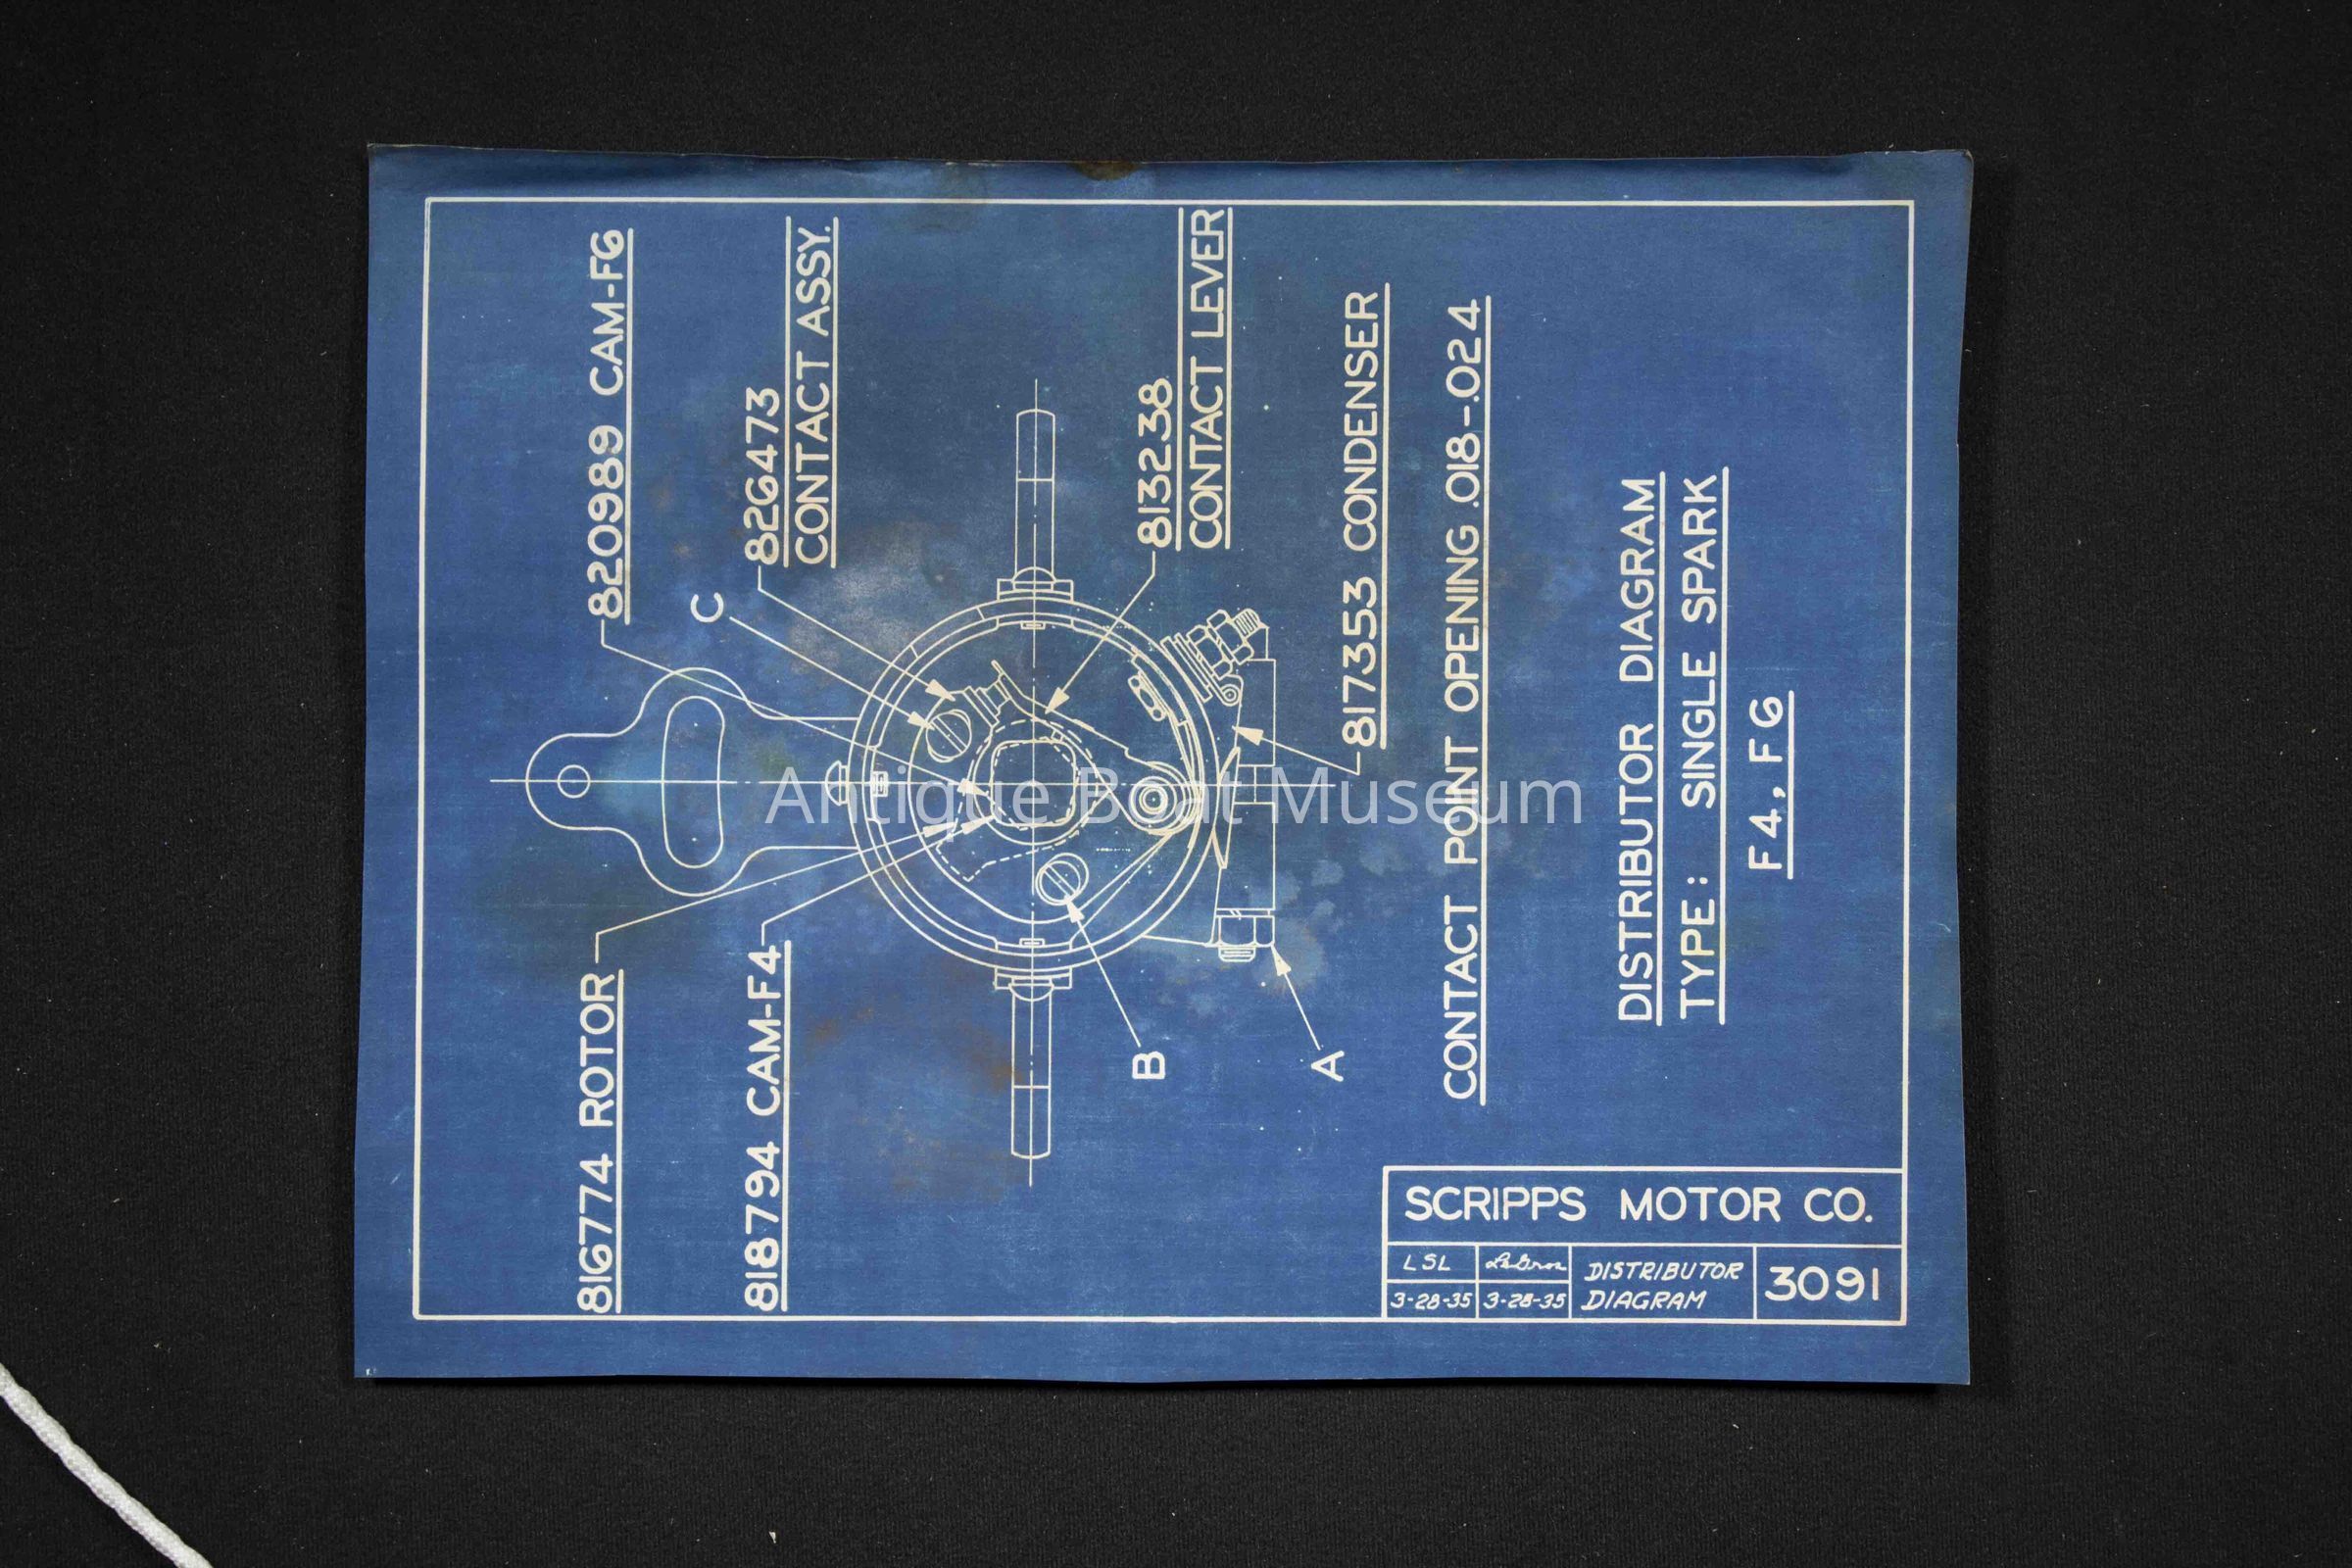 820989 CAM-F6
C
826473
CONTACT ASSY.
816774 ROTOR
818794 CAM-F4
813238
CONTACT LEVER
817353 CONDENSER
B
A
CONTACT POINT OPENING .018-.024
DISTRIBUTOR DIAGRAM
TYPE: SINGLE SPARK
F4, F6
SCRIPPS MOTOR CO.
LSL
3-28-35 3-28-35
DISTRIBUTOR
DIAGRAM
3091
Antique Boat Museum